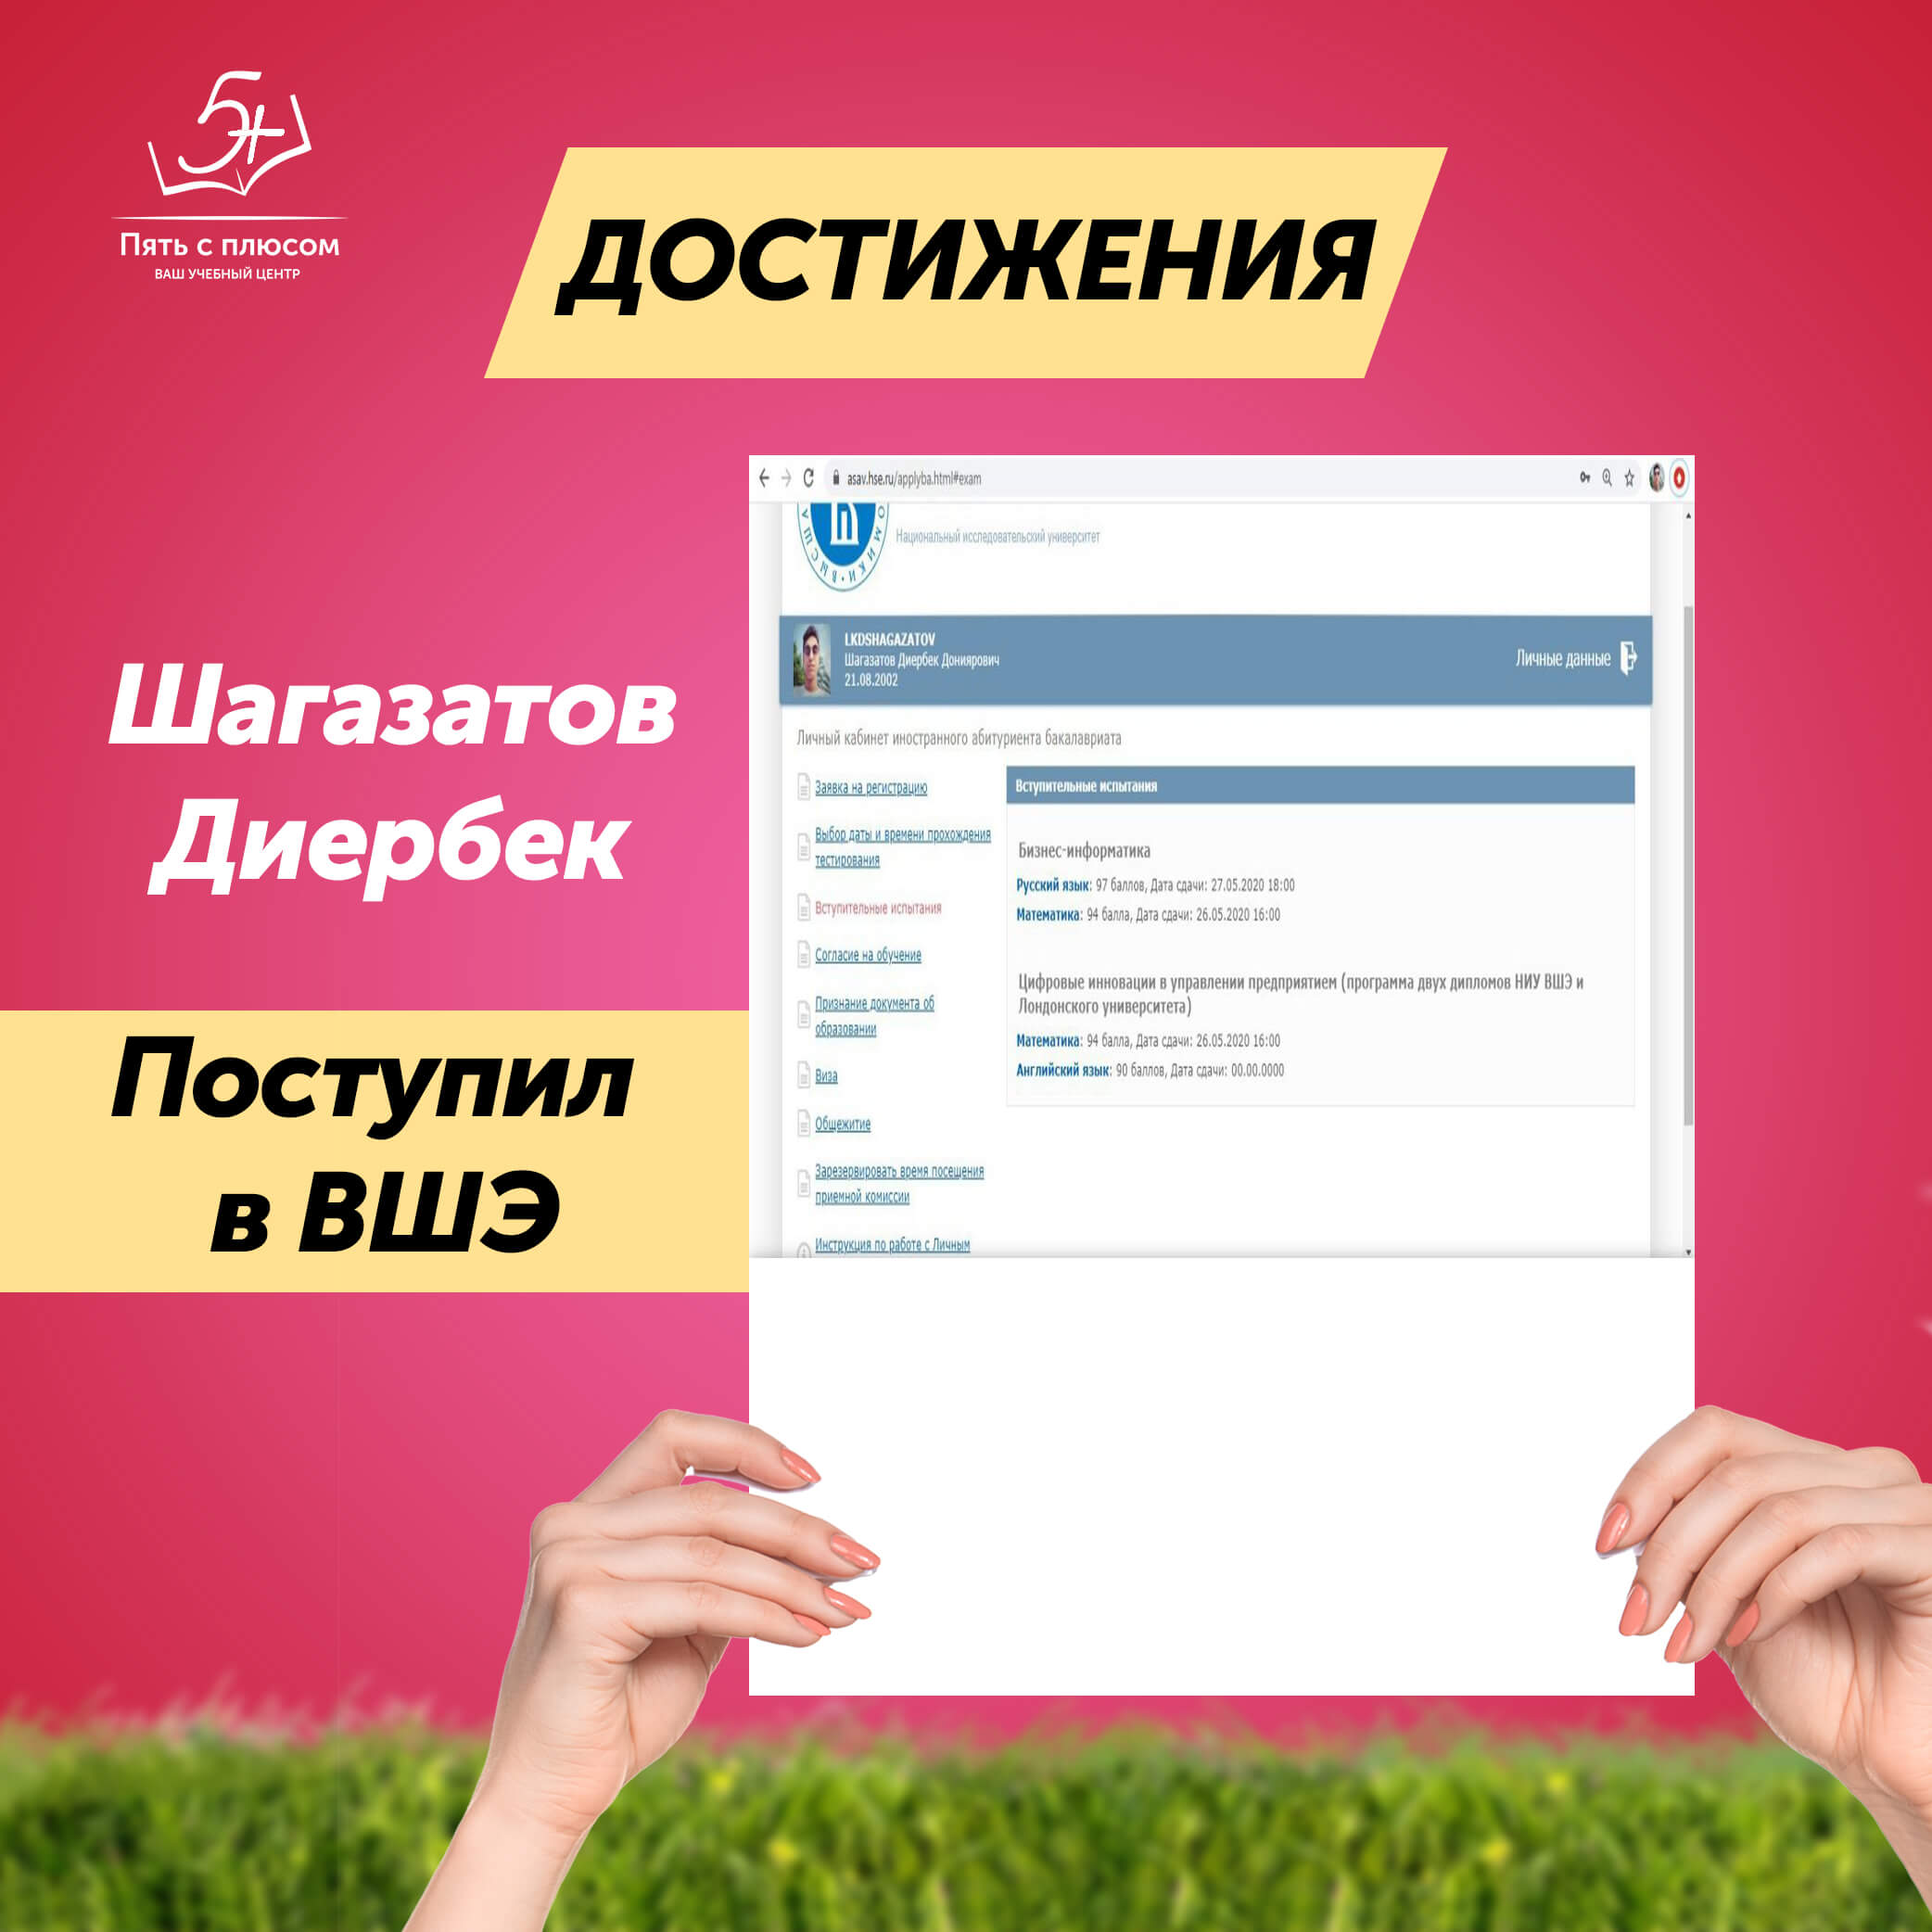 5+
Пять с плюсом
ВАШ УЧЕБНЫЙ ЦЕНТР
ДОСТИЖЕНИЯ
Шагазатов
Диербек
Поступил
в ВШЭ
asav.hse.ru/applyba.html#exam
Национальный исследовательский университет
LKDSHAGAZATOV
Шагазатов Диербек Дониярович
21.08.2002
Личные данные
Личный кабинет иностранного абитуриента бакалавриата
Заявка на регистрацию
Выбор даты и времени прохождения
тестирования
Вступительные испытания
Согласие на обучение
Признание документа об
образовании
Виза
Общежитие
Зарезервировать время посещения
приемной комиссии
Инструкция по работе с Личным
Вступительные испытания
Бизнес-информатика
Русский язык: 97 баллов, Дата сдачи: 27.05.2020 18:00
Математика: 94 балла, Дата сдачи: 26.05.2020 16:00
Цифровые инновации в управлении предприятием (программа двух дипломов НИУ ВШЭ и
Лондонского университета)
Математика: 94 балла, Дата сдачи: 26.05.2020 16:00
Английский язык: 90 баллов, Дата сдачи: 00.00.0000